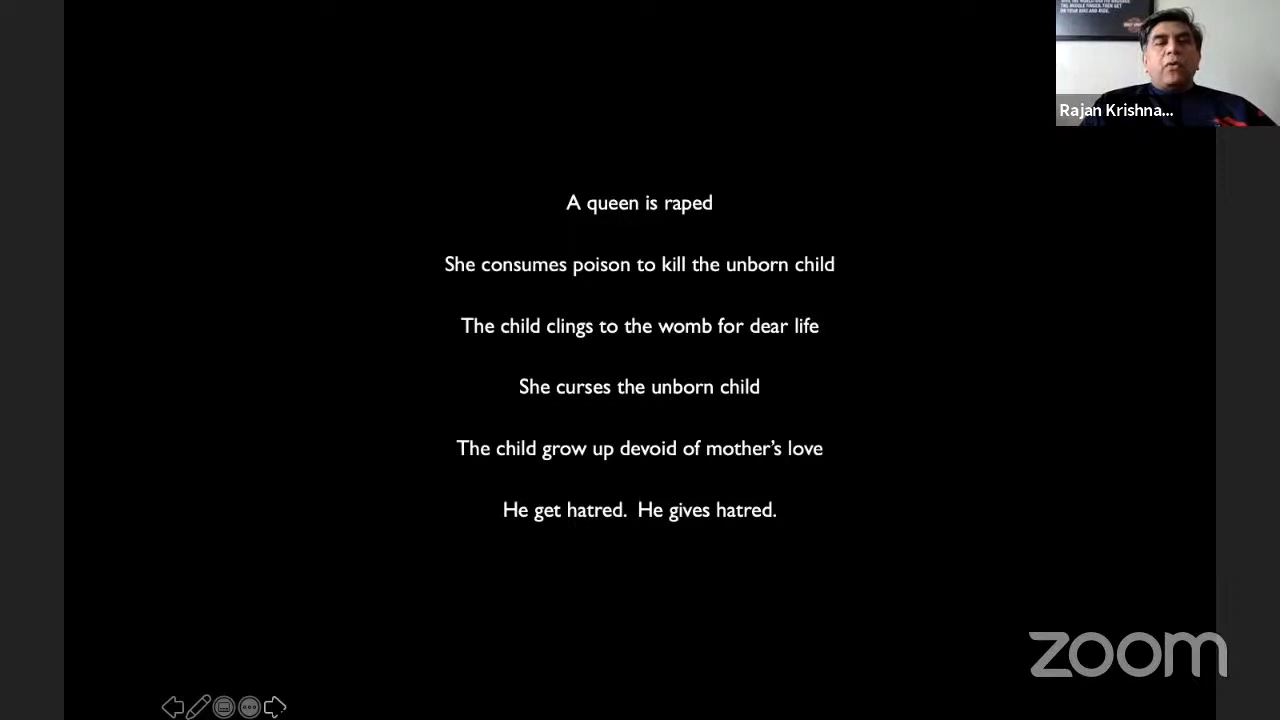 A queen is raped
She consumes poison to kill the unborn child
The child clings to the womb for dear life
She curses the unborn child
The child grow up devoid of mother's love
He get hatred.  He gives hatred.
Rajan Krishna...
zoom